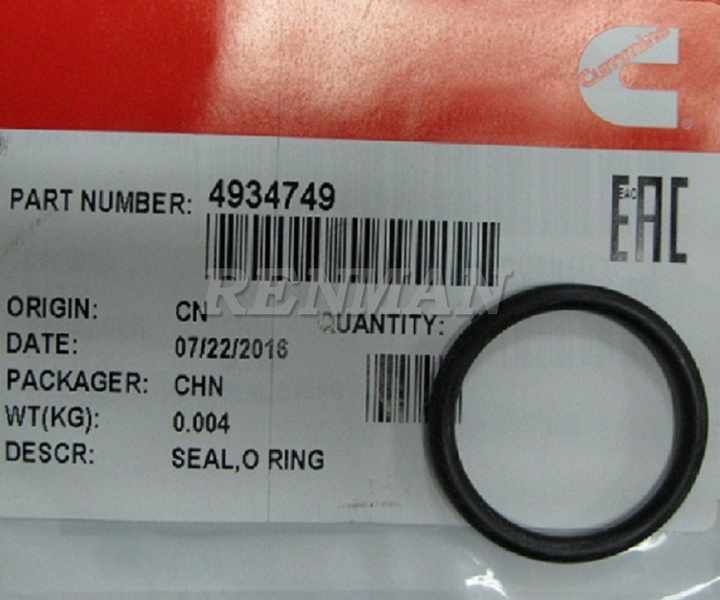 Cummins
®
EAC
EAC
PART NUMBER: 4934749
RENMAN
ORIGIN: CN
QUANTITY:
DATE: 07/22/2016
PACKAGER: CHN
WT(KG): 0.004
DESCR: SEAL,O RING